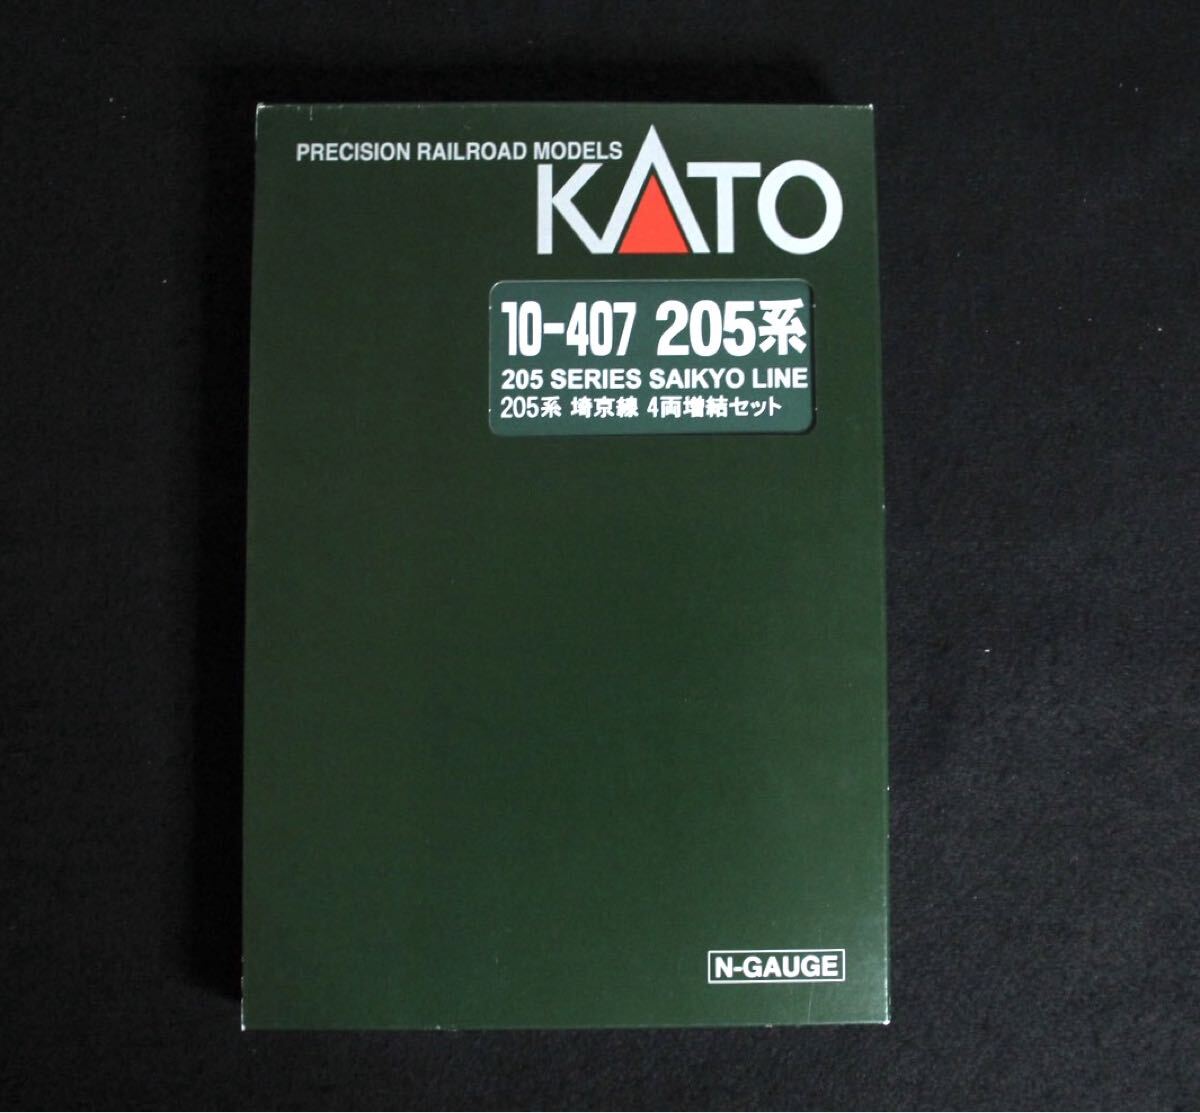 PRECISION RAILROAD MODELS
KATO
10-407 205系
205 SERIES SAIKYO LINE
205系 埼京線 4両増結セット
N-GAUGE